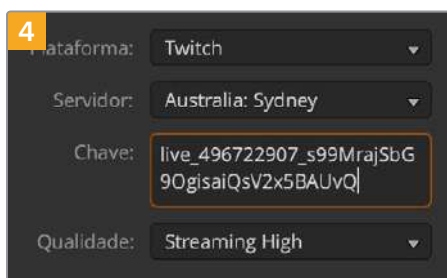 4
Plataforma: Twitch
Servidor: Australia: Sydney
Chave: live_496722907_s99MrajSbG
9OgisaiQsV2x5BAUvQ
Qualidade: Streaming High